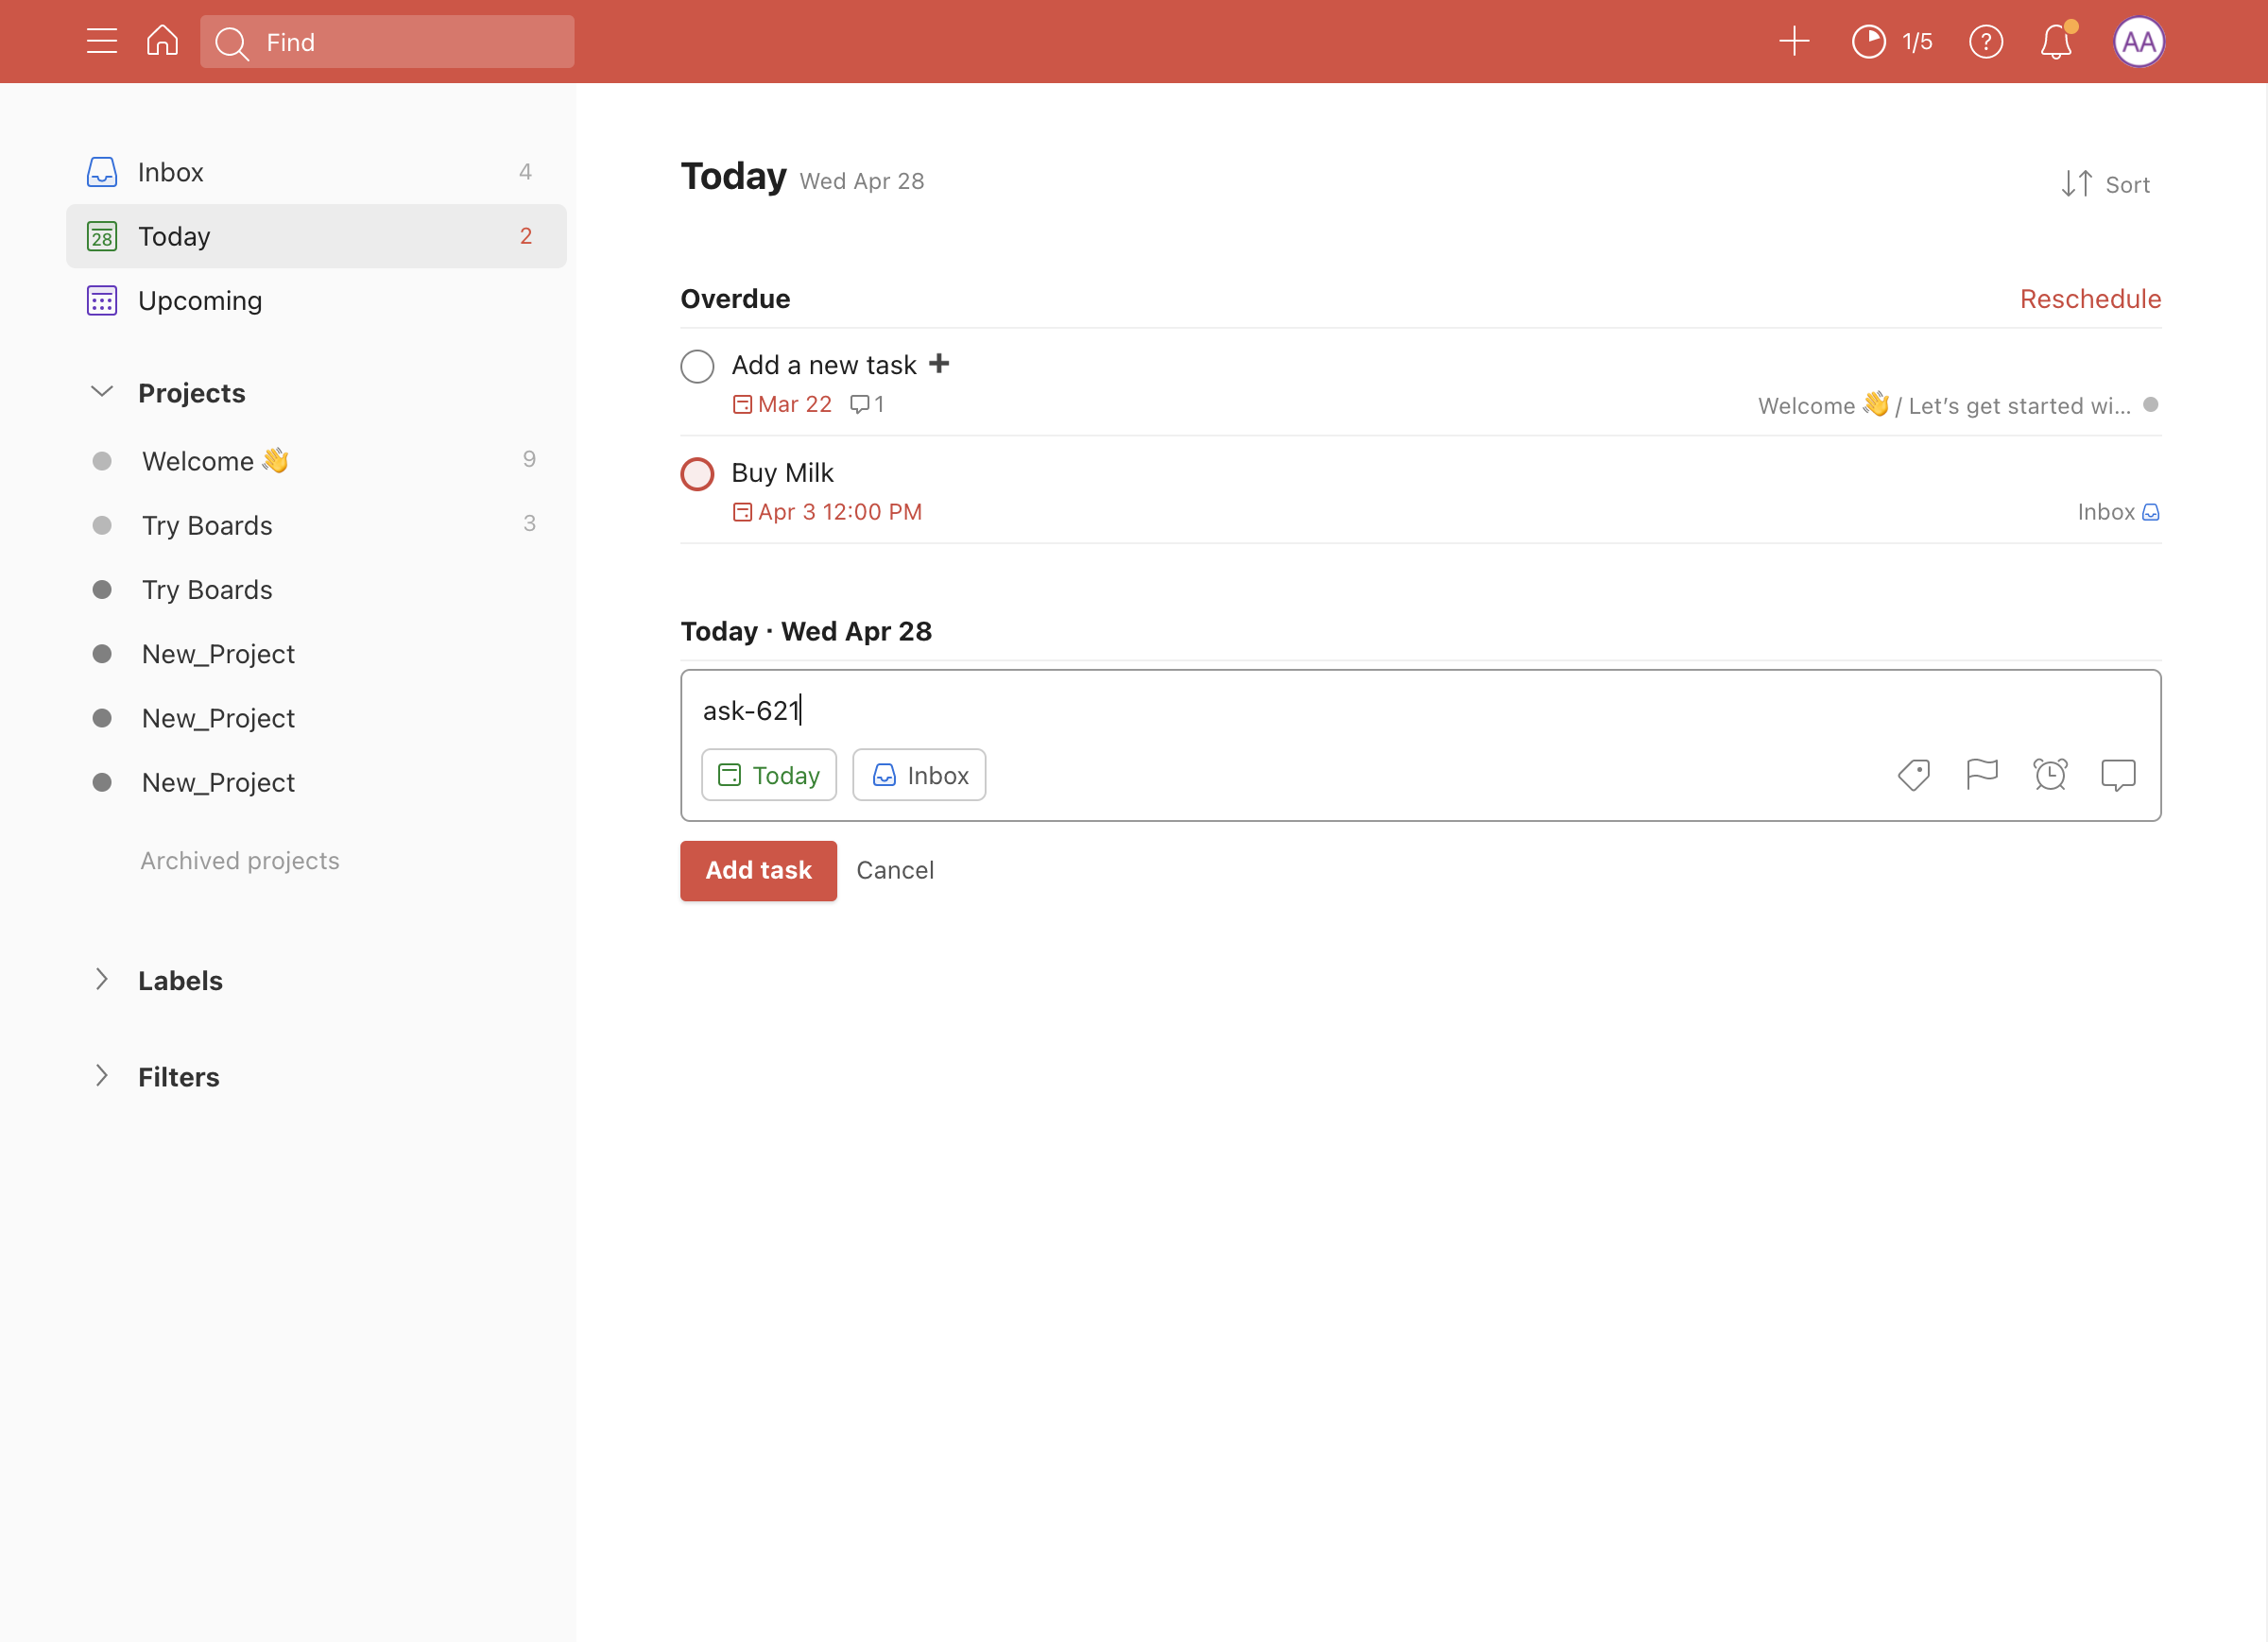 Find
1/5
?
AA
Inbox 4
28 Today 2
Upcoming
Projects
Welcome 👋 9
Try Boards 3
Try Boards
New_Project
New_Project
New_Project
Archived projects
Labels
Filters
Today Wed Apr 28
Sort
Overdue
Reschedule
Add a new task ➕
Mar 22 1
Welcome 👋 / Let’s get started wi...
Buy Milk
Apr 3 12:00 PM
Inbox
Today · Wed Apr 28
ask-621
Today Inbox
Add task Cancel